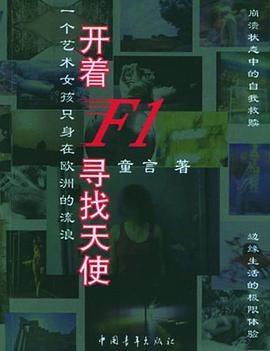 开着
F1
寻找天使
一个艺术女孩只身在欧洲的流浪
童言 著
崩溃状态中的自我救赎
边缘生活的极限体验
中国青年出版社